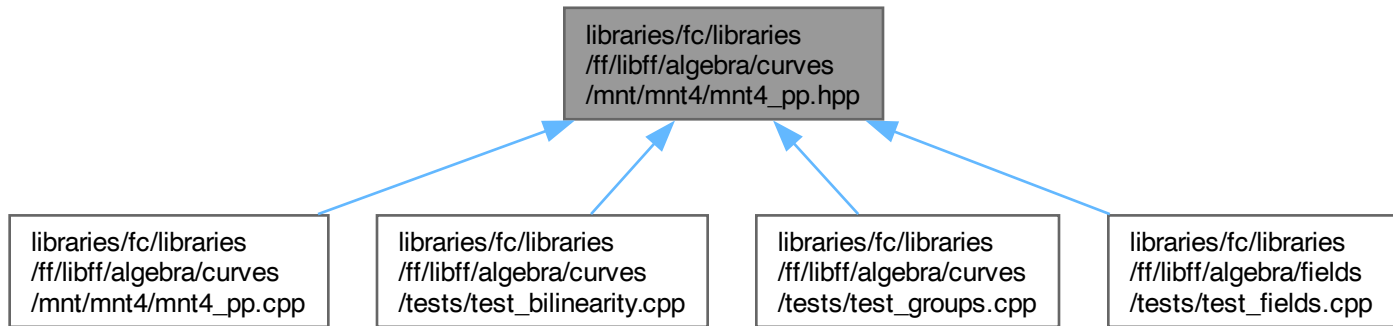 libraries/fc/libraries
/ff/libff/algebra/curves
/mnt/mnt4/mnt4_pp.hpp
libraries/fc/libraries
/ff/libff/algebra/curves
/mnt/mnt4/mnt4_pp.cpp
libraries/fc/libraries
/ff/libff/algebra/curves
/tests/test_bilinearity.cpp
libraries/fc/libraries
/ff/libff/algebra/curves
/tests/test_groups.cpp
libraries/fc/libraries
/ff/libff/algebra/fields
/tests/test_fields.cpp